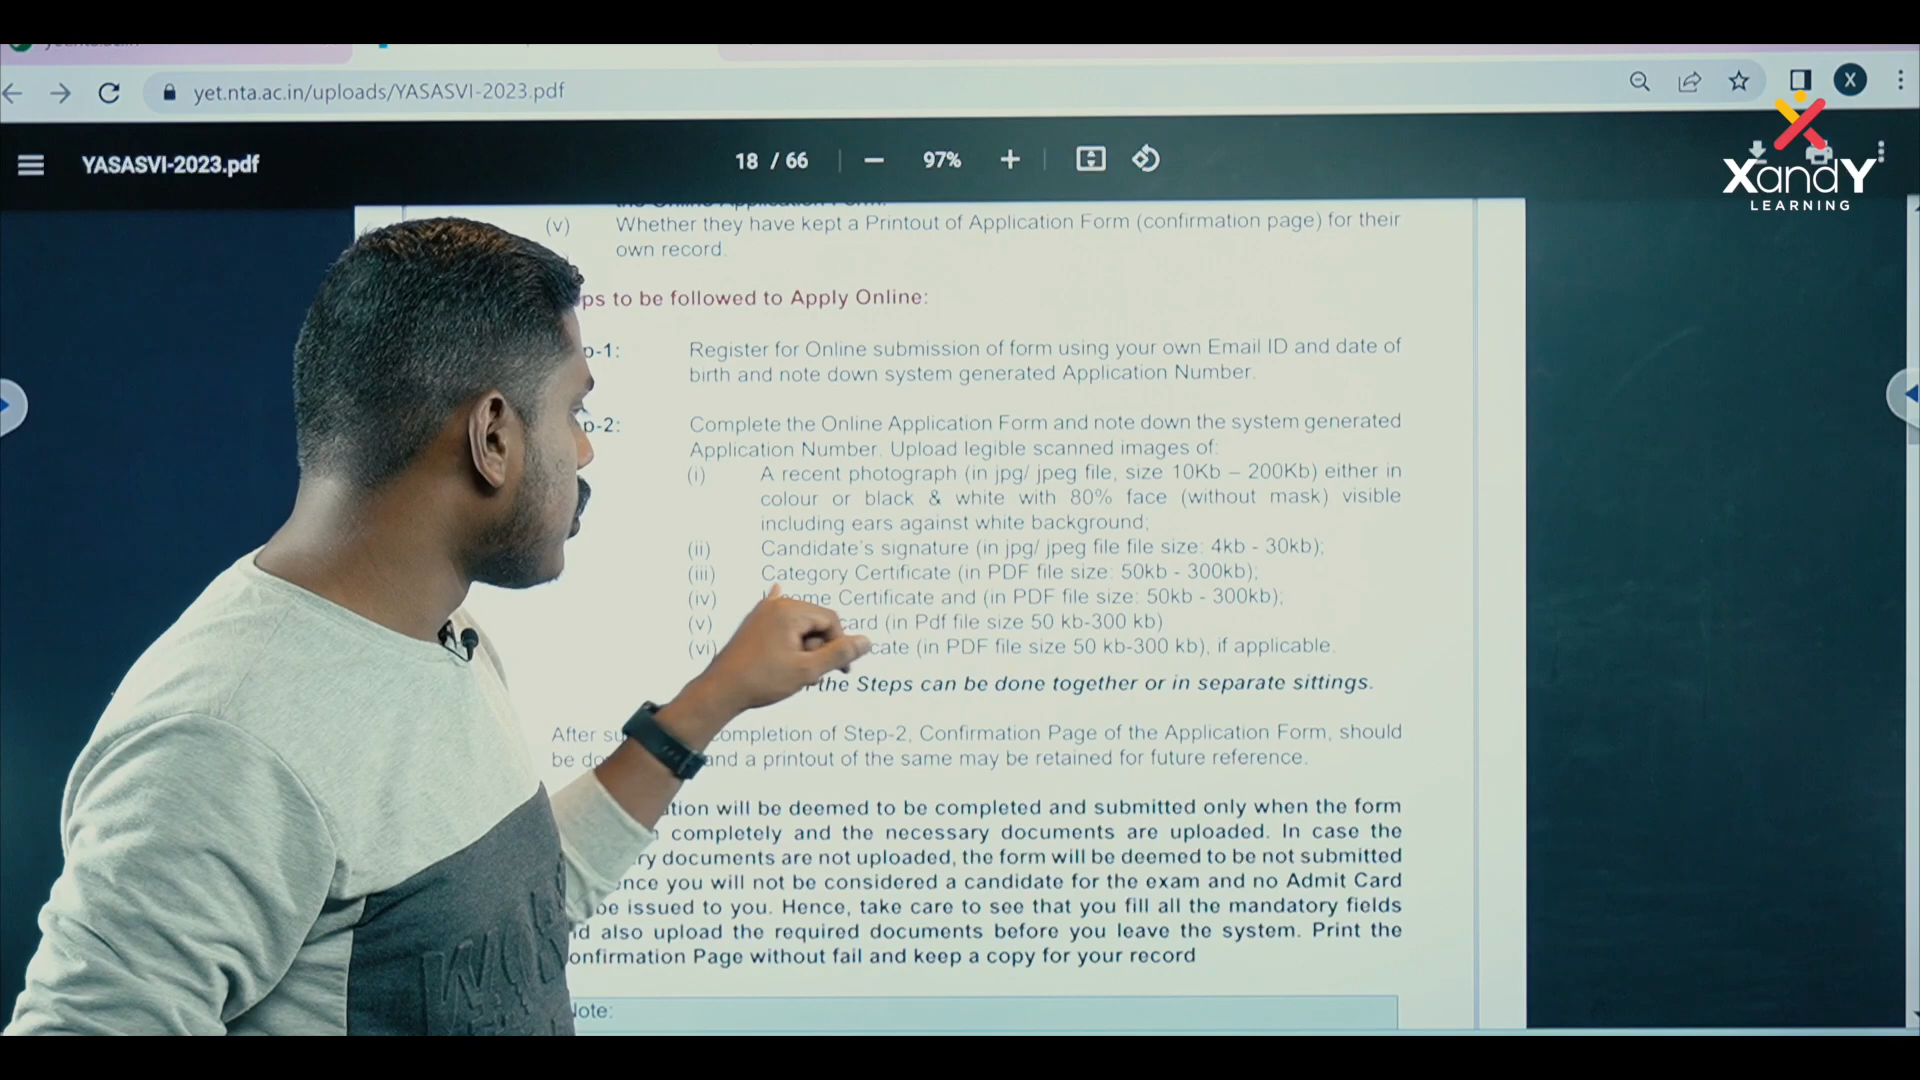 yet.nta.ac.in/uploads/YASASVI-2023.pdf
X
YASASVI-2023.pdf
18 / 66
97%
XandY
LEARNING
(v) Whether they have kept a Printout of Application Form (confirmation page) for their
own record.
ps to be followed to Apply Online:
p-1: Register for Online submission of form using your own Email ID and date of
birth and note down system generated Application Number.
p-2: Complete the Online Application Form and note down the system generated
Application Number. Upload legible scanned images of:
(i) A recent photograph (in jpg/ jpeg file, size 10Kb – 200Kb) either in
colour or black & white with 80% face (without mask) visible
including ears against white background;
(ii) Candidate's signature (in jpg/ jpeg file file size: 4kb - 30kb);
(iii) Category Certificate (in PDF file size: 50kb - 300kb);
(iv) ome Certificate and (in PDF file size: 50kb - 300kb);
(v) card (in Pdf file size 50 kb-300 kb)
(vi) cate (in PDF file size 50 kb-300 kb), if applicable.
the Steps can be done together or in separate sittings.
After su ompletion of Step-2, Confirmation Page of the Application Form, should
be do and a printout of the same may be retained for future reference.
tion will be deemed to be completed and submitted only when the form
completely and the necessary documents are uploaded. In case the
ry documents are not uploaded, the form will be deemed to be not submitted
ence you will not be considered a candidate for the exam and no Admit Card
be issued to you. Hence, take care to see that you fill all the mandatory fields
d also upload the required documents before you leave the system. Print the
onfirmation Page without fail and keep a copy for your record
lote: